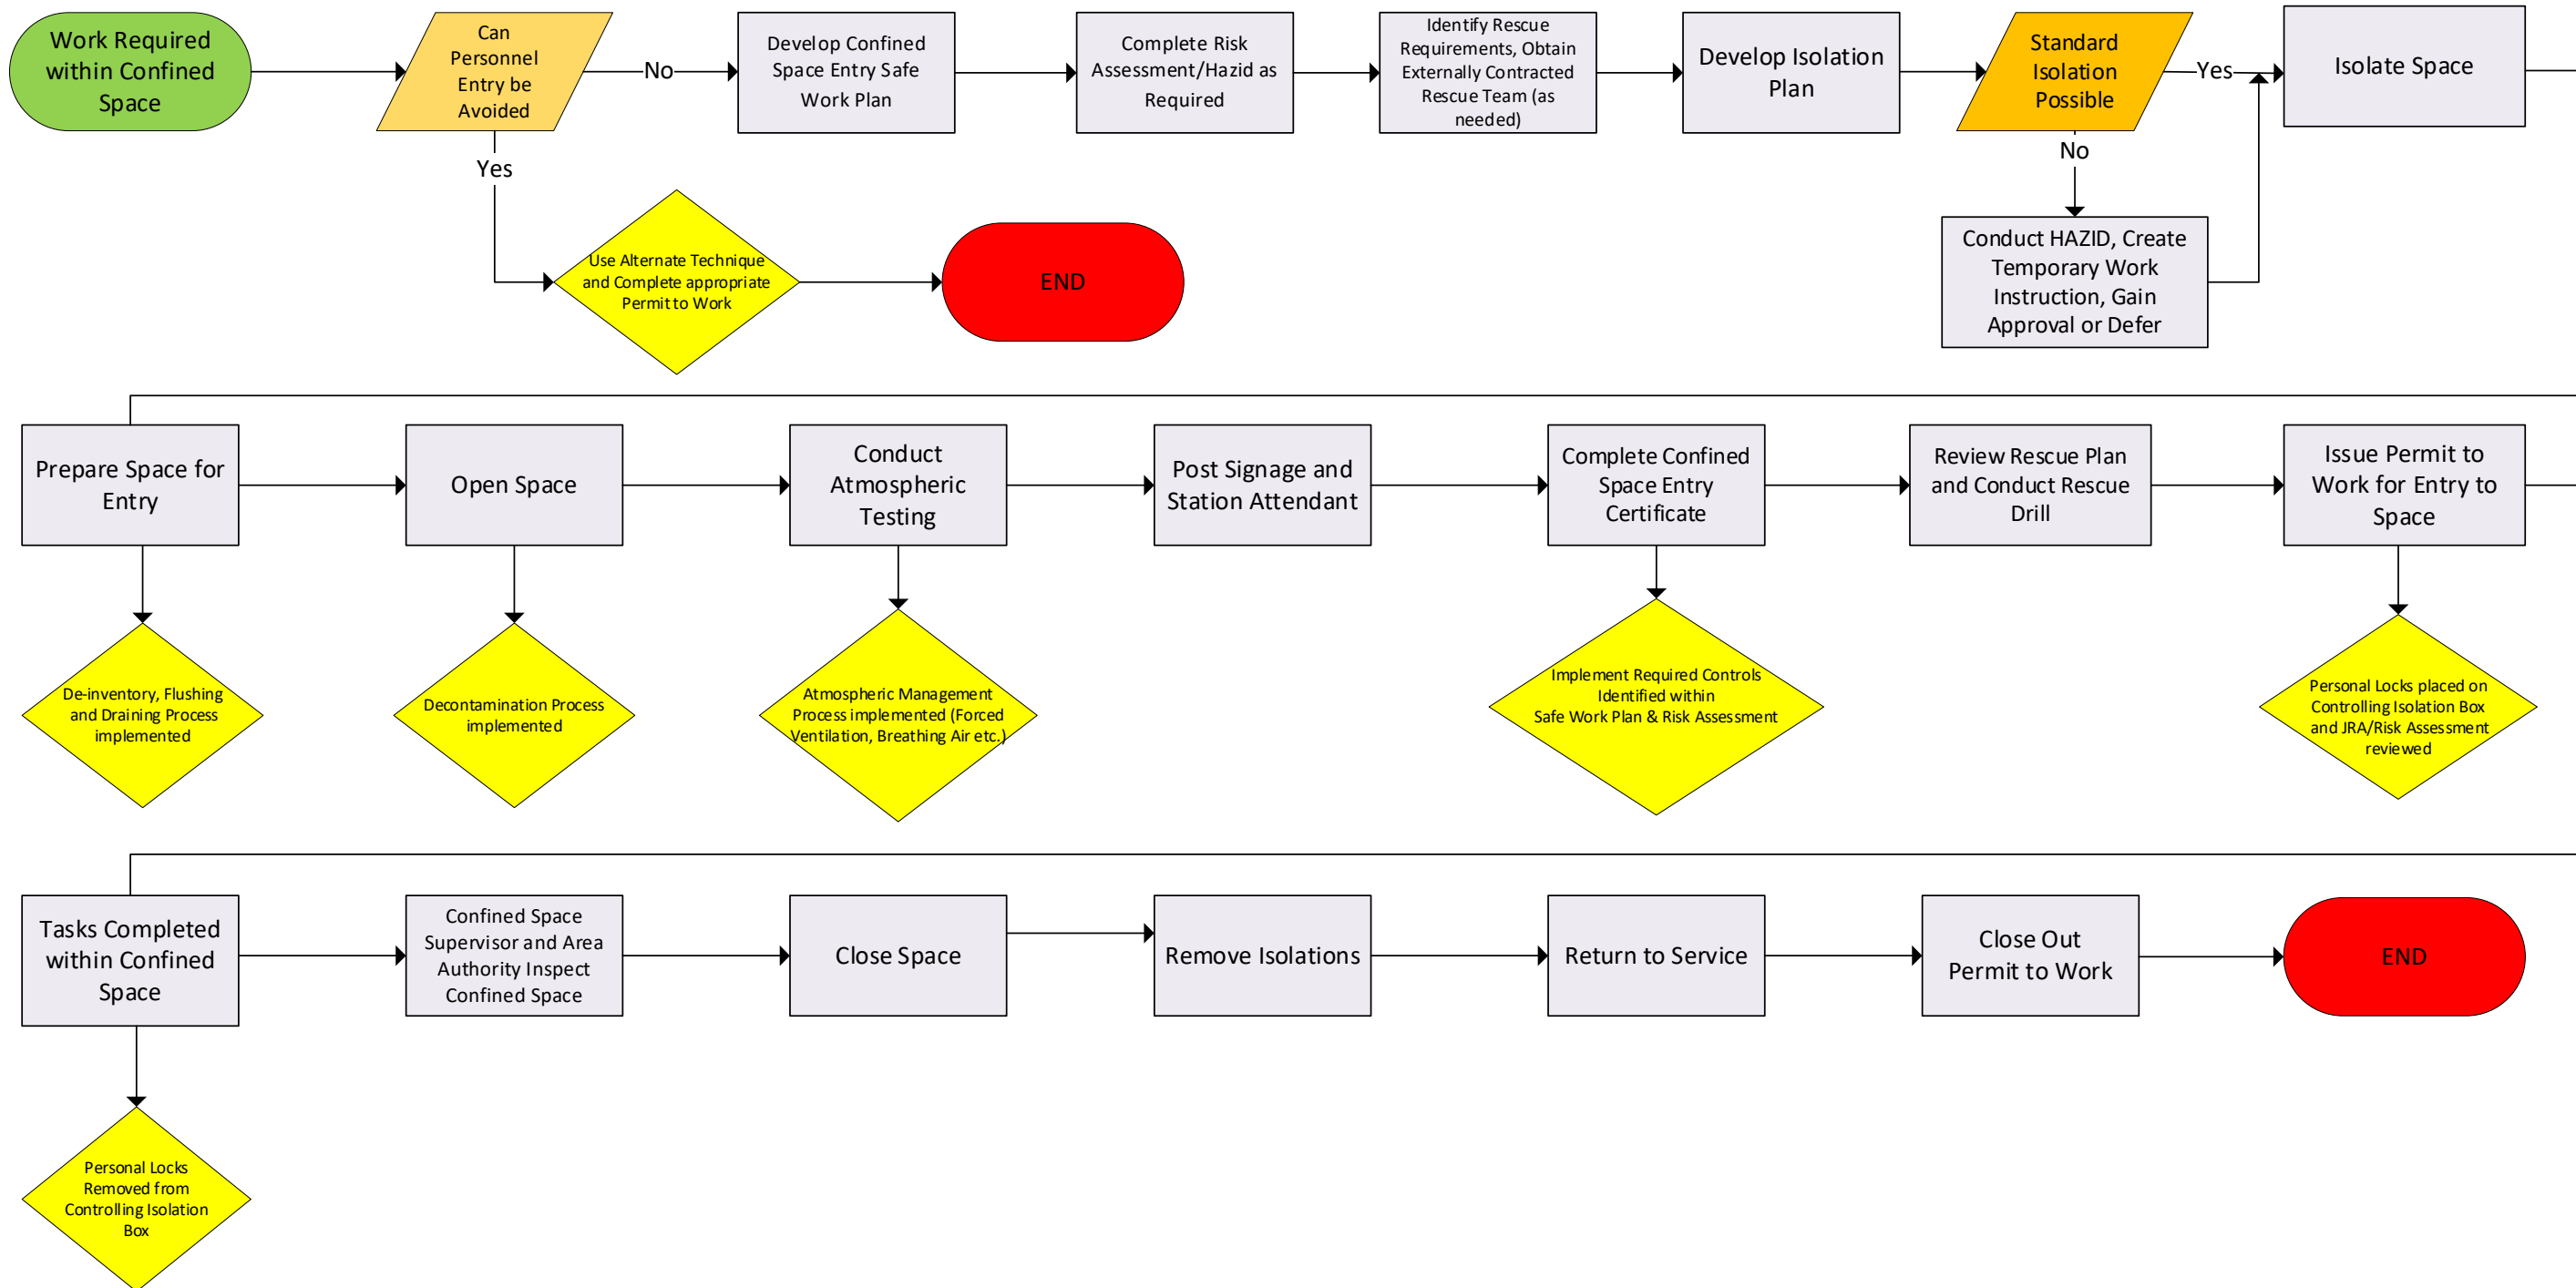 Work Required
within Confined
Space
Can
Personnel
Entry be
Avoided
No
Develop Confined
Space Entry Safe
Work Plan
Complete Risk
Assessment/Hazid as
Required
Identify Rescue
Requirements, Obtain
Externally Contracted
Rescue Team (as
needed)
Develop Isolation
Plan
Standard
Isolation
Possible
Yes
Isolate Space
Yes
No
Use Alternate Technique
and Complete appropriate
Permit to Work
END
Conduct HAZID, Create
Temporary Work
Instruction, Gain
Approval or Defer
Prepare Space for
Entry
Open Space
Conduct
Atmospheric
Testing
Post Signage and
Station Attendant
Complete Confined
Space Entry
Certificate
Review Rescue Plan
and Conduct Rescue
Drill
Issue Permit to
Work for Entry to
Space
De-inventory, Flushing
and Draining Process
implemented
Decontamination Process
implemented
Atmospheric Management
Process implemented (Forced
Ventilation, Breathing Air etc.)
Implement Required Controls
Identified within
Safe Work Plan & Risk Assessment
Personal Locks placed on
Controlling Isolation Box
and JRA/Risk Assessment
reviewed
Tasks Completed
within Confined
Space
Confined Space
Supervisor and Area
Authority Inspect
Confined Space
Close Space
Remove Isolations
Return to Service
Close Out
Permit to Work
END
Personal Locks
Removed from
Controlling Isolation
Box